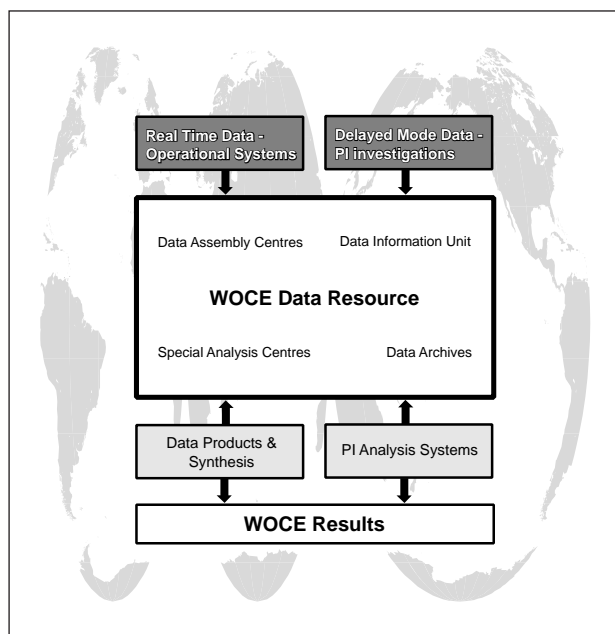 Real Time Data -
Operational Systems
Delayed Mode Data -
PI investigations
Data Assembly Centres
Data Information Unit
WOCE Data Resource
Special Analysis Centres
Data Archives
Data Products &
Synthesis
PI Analysis Systems
WOCE Results